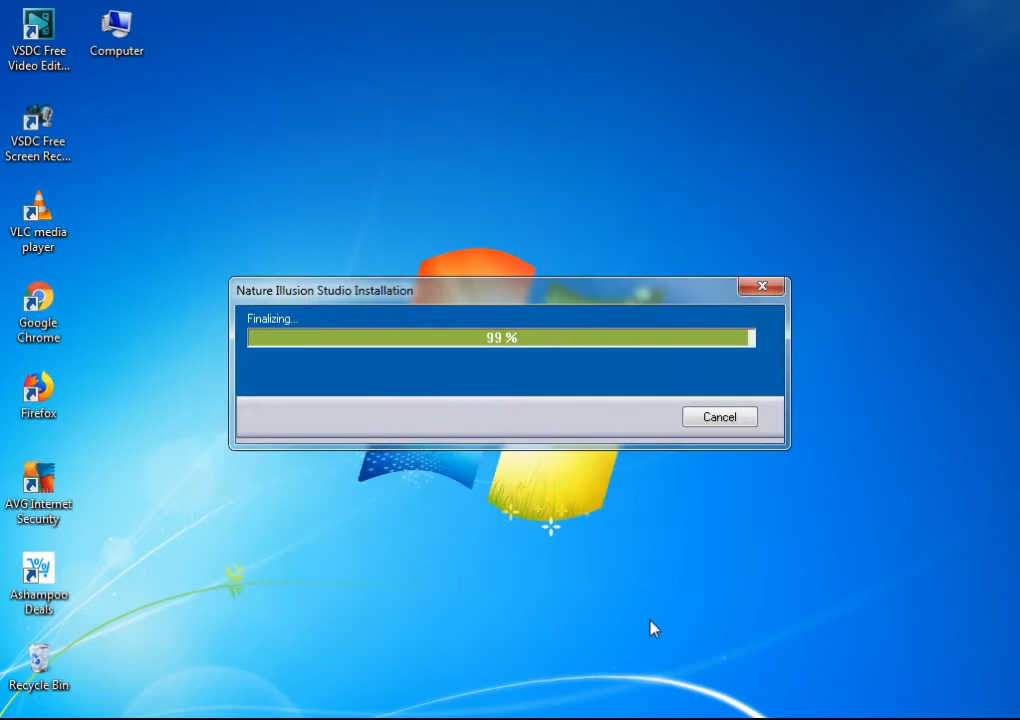 VSDC Free
Video Edit...
Computer
VSDC Free
Screen Rec...
VLC media
player
Google
Chrome
Firefox
AVG Internet
Security
Ashampoo
Deals
Recycle Bin
Nature Illusion Studio Installation
Finalizing...
99 %
Cancel